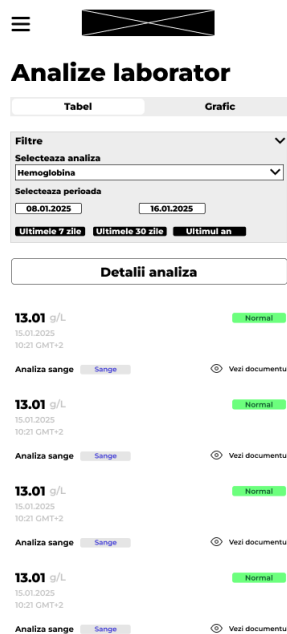 Analize laborator
Tabel Grafic
Filtre
Selecteaza analiza
Hemoglobina
Selecteaza perioada
08.01.2025 16.01.2025
Ultimele 7 zile Ultimele 30 zile Ultimul an
Detalii analiza
13.01 g/L Normal
15.01.2025
10:21 GMT+2
Analiza sange Sange Vezi documentu
13.01 g/L Normal
15.01.2025
10:21 GMT+2
Analiza sange Sange Vezi documentu
13.01 g/L Normal
15.01.2025
10:21 GMT+2
Analiza sange Sange Vezi documentu
13.01 g/L Normal
15.01.2025
10:21 GMT+2
Analiza sange Sange Vezi documentu